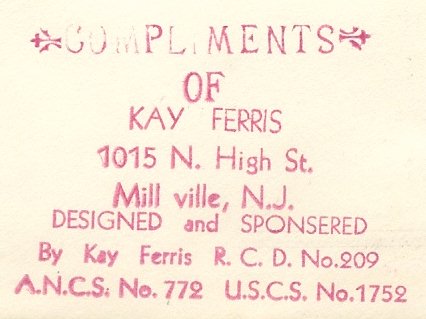 COMPLIMENTS
OF
KAY FERRIS
1015 N. High St.
Mill ville, N.J.
DESIGNED and SPONSERED
By Kay Ferris R. C. D. No.209
A.N.C.S. No. 772 U.S.C.S. No.1752